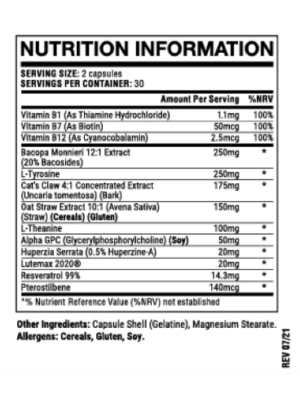 NUTRITION INFORMATION
SERVING SIZE: 2 capsules
SERVINGS PER CONTAINER: 30
Amount Per Serving %NRV
Vitamin B1 (As Thiamine Hydrochloride) 1.1mg 100%
Vitamin B7 (As Biotin) 50mcg 100%
Vitamin B12 (As Cyanocobalamin) 2.5mcg 100%
Bacopa Monnieri 12:1 Extract 250mg *
(20% Bacosides)
L-Tyrosine 250mg *
Cat's Claw 4:1 Concentrated Extract 175mg *
(Uncaria tomentosa) (Bark)
Oat Straw Extract 10:1 (Avena Sativa) 150mg *
(Straw) (Cereals) (Gluten)
L-Theanine 100mg *
Alpha GPC (Glycerylphosphorylcholine) (Soy) 50mg *
Huperzia Serrata (0.5% Huperzine-A) 20mg *
Lutemax 2020® 20mg *
Resveratrol 99% 14.3mg *
Pterostilbene 140mcg *
*% Nutrient Reference Value (%NRV) not established
Other Ingredients: Capsule Shell (Gelatine), Magnesium Stearate.
Allergens: Cereals, Gluten, Soy.
REV 07/21